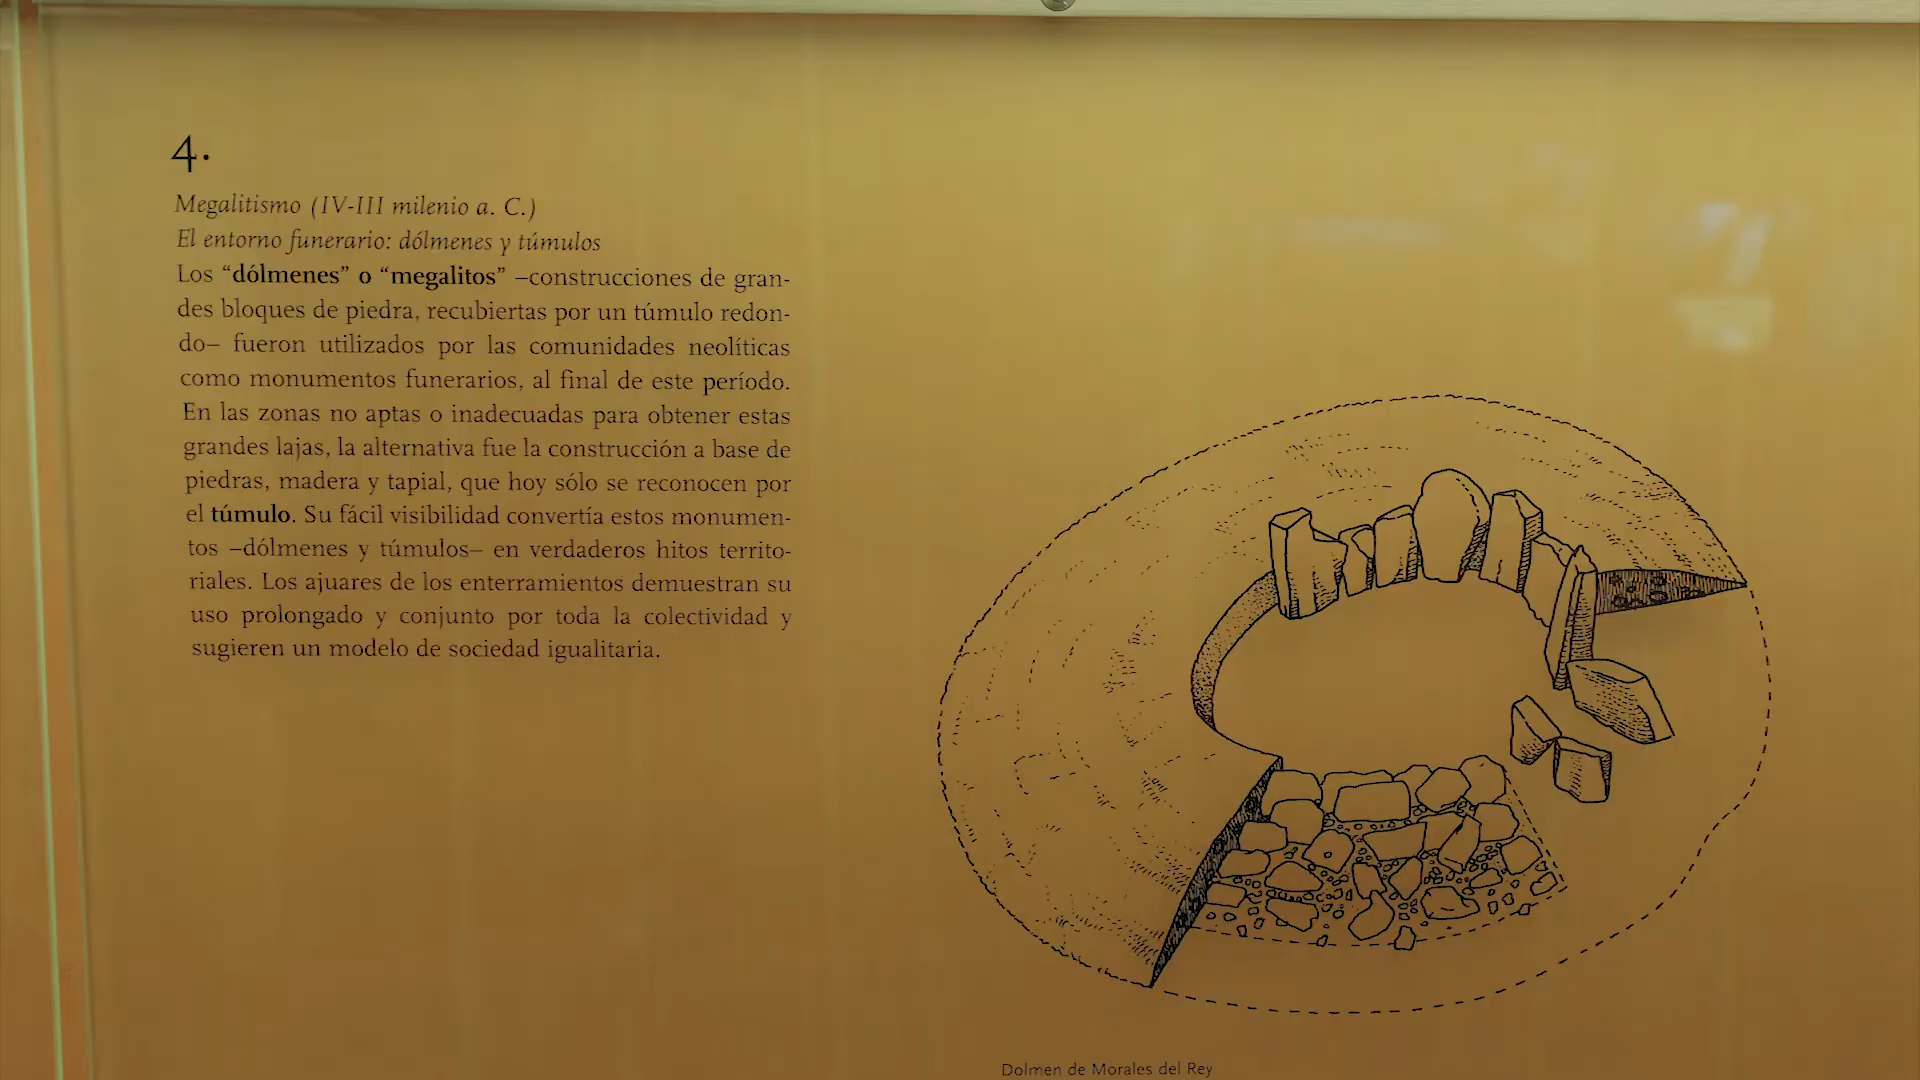 4.
Megalitismo (IV-III milenio a. C.)
El entorno funerario: dólmenes y túmulos
Los “dólmenes” o “megalitos” –construcciones de gran-
des bloques de piedra, recubiertas por un túmulo redon-
do– fueron utilizados por las comunidades neolíticas
como monumentos funerarios, al final de este período.
En las zonas no aptas o inadecuadas para obtener estas
grandes lajas, la alternativa fue la construcción a base de
piedras, madera y tapial, que hoy sólo se reconocen por
el túmulo. Su fácil visibilidad convertía estos monumen-
tos –dólmenes y túmulos– en verdaderos hitos territo-
riales. Los ajuares de los enterramientos demuestran su
uso prolongado y conjunto por toda la colectividad y
sugieren un modelo de sociedad igualitaria.
Dolmen de Morales del Rey